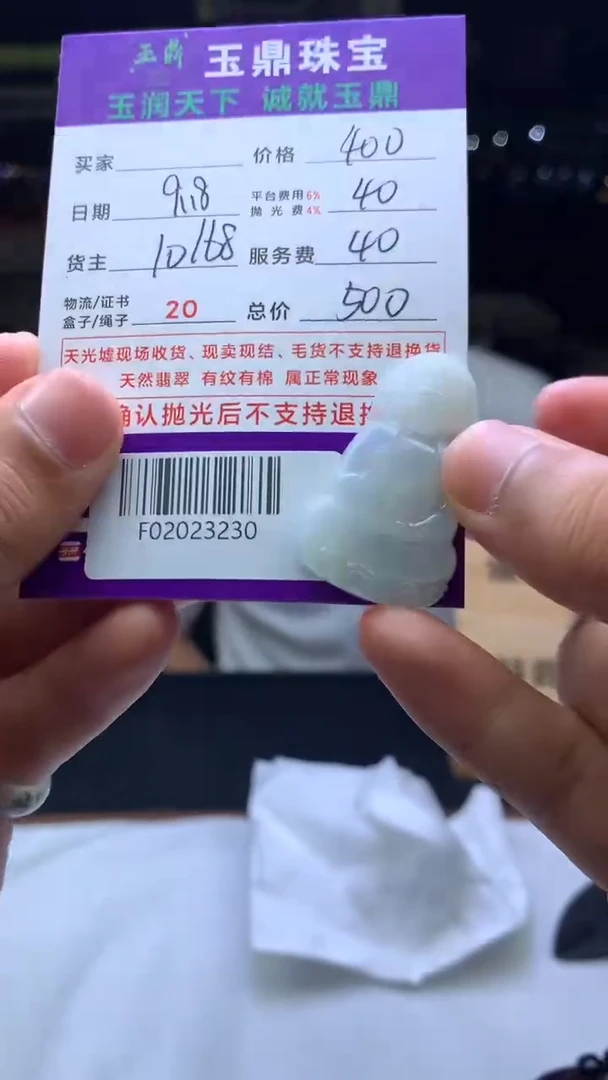 玉鼎 玉鼎珠宝
玉润天下 诚就玉鼎
买家 价格 400
日期 9.18 平台费用6% 抛光费4% 40
货主 10168 服务费 40
物流/证书 盒子/绳子 20 总价 500
天光墟现场收货、现卖现结、毛货不支持退换货
天然翡翠 有纹有棉 属正常现象
确认抛光后不支持退换
F02023230